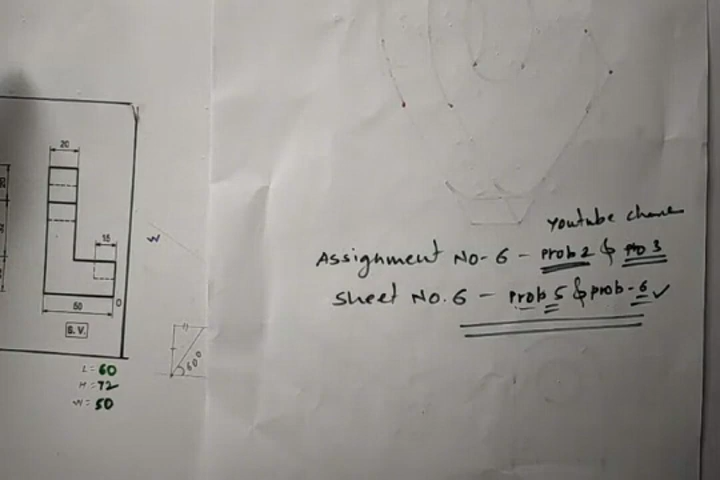 20
15
50
O
S. V
L = 60
H = 72
W = 50
W
60°
Youtube
Assignment No-6 - Prob 2 & Pro 3
Sheet No. 6 - Prob 5 & prob-6 ✓